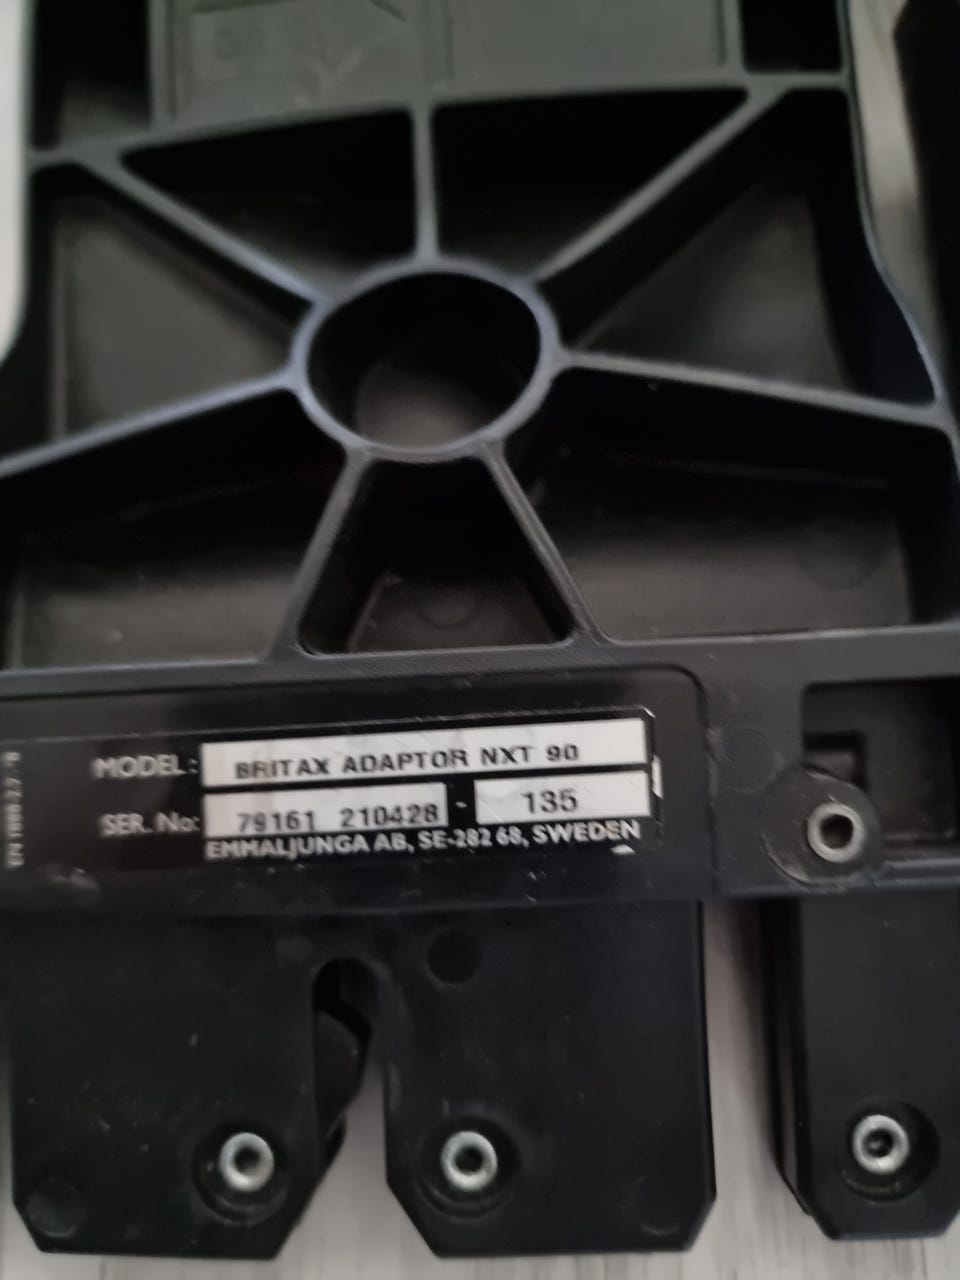 MODEL: BRITAX ADAPTOR NXT 90
SER. No: 79161 210428 - 135
EMMALJUNGA AB, SE-282 68, SWEDEN